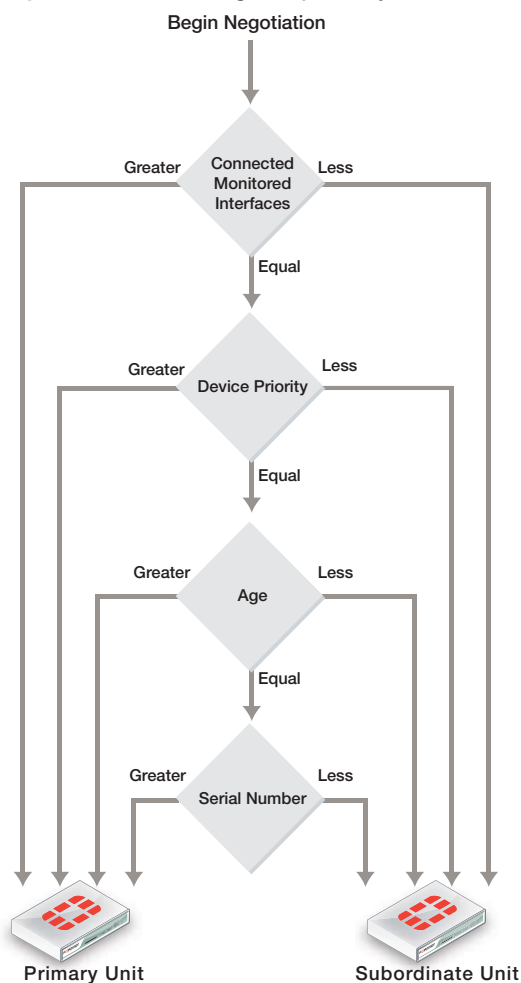 Begin Negotiation
Greater
Connected
Monitored
Interfaces
Less
Equal
Greater
Device Priority
Less
Equal
Greater
Age
Less
Equal
Greater
Serial Number
Less
Primary Unit
Subordinate Unit